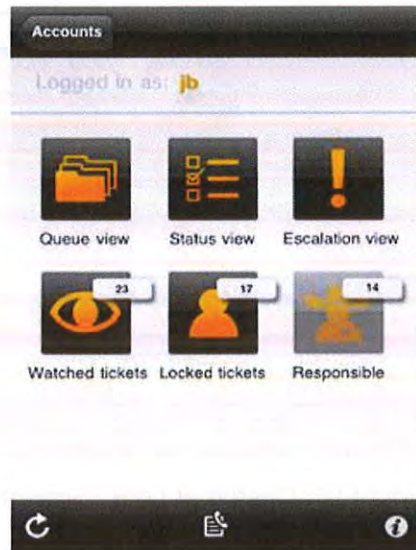 Accounts
Logged in as: jb
Queue view
Status view
Escalation view
23
17
14
Watched tickets
Locked tickets
Responsible